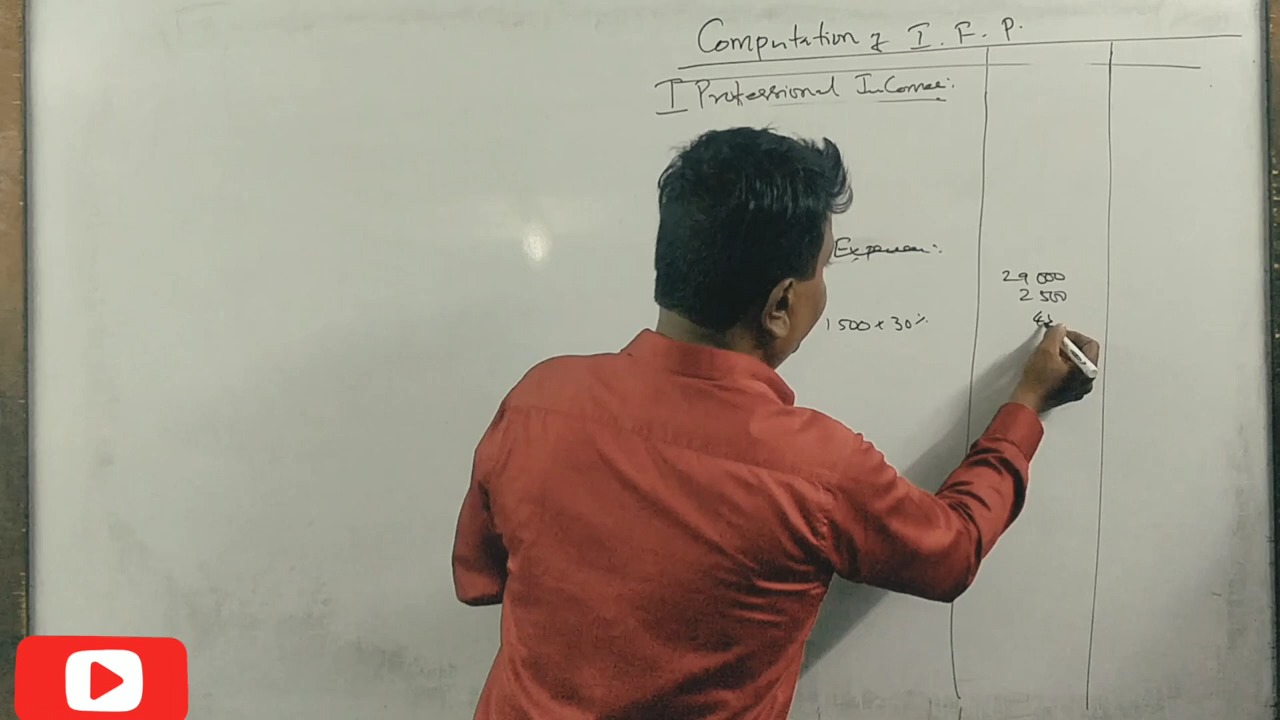 Computation of I. F. P.
I Professional Income:
Expenses:
29 000
2 500
1500 x 30%